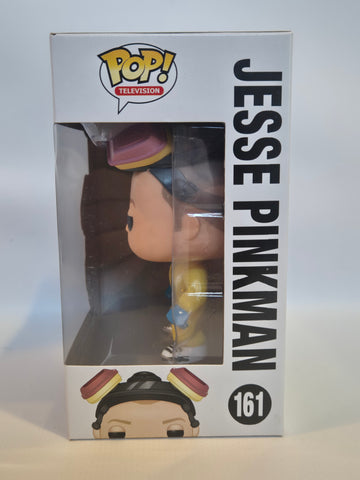 POP!
TELEVISION
JESSE PINKMAN
161